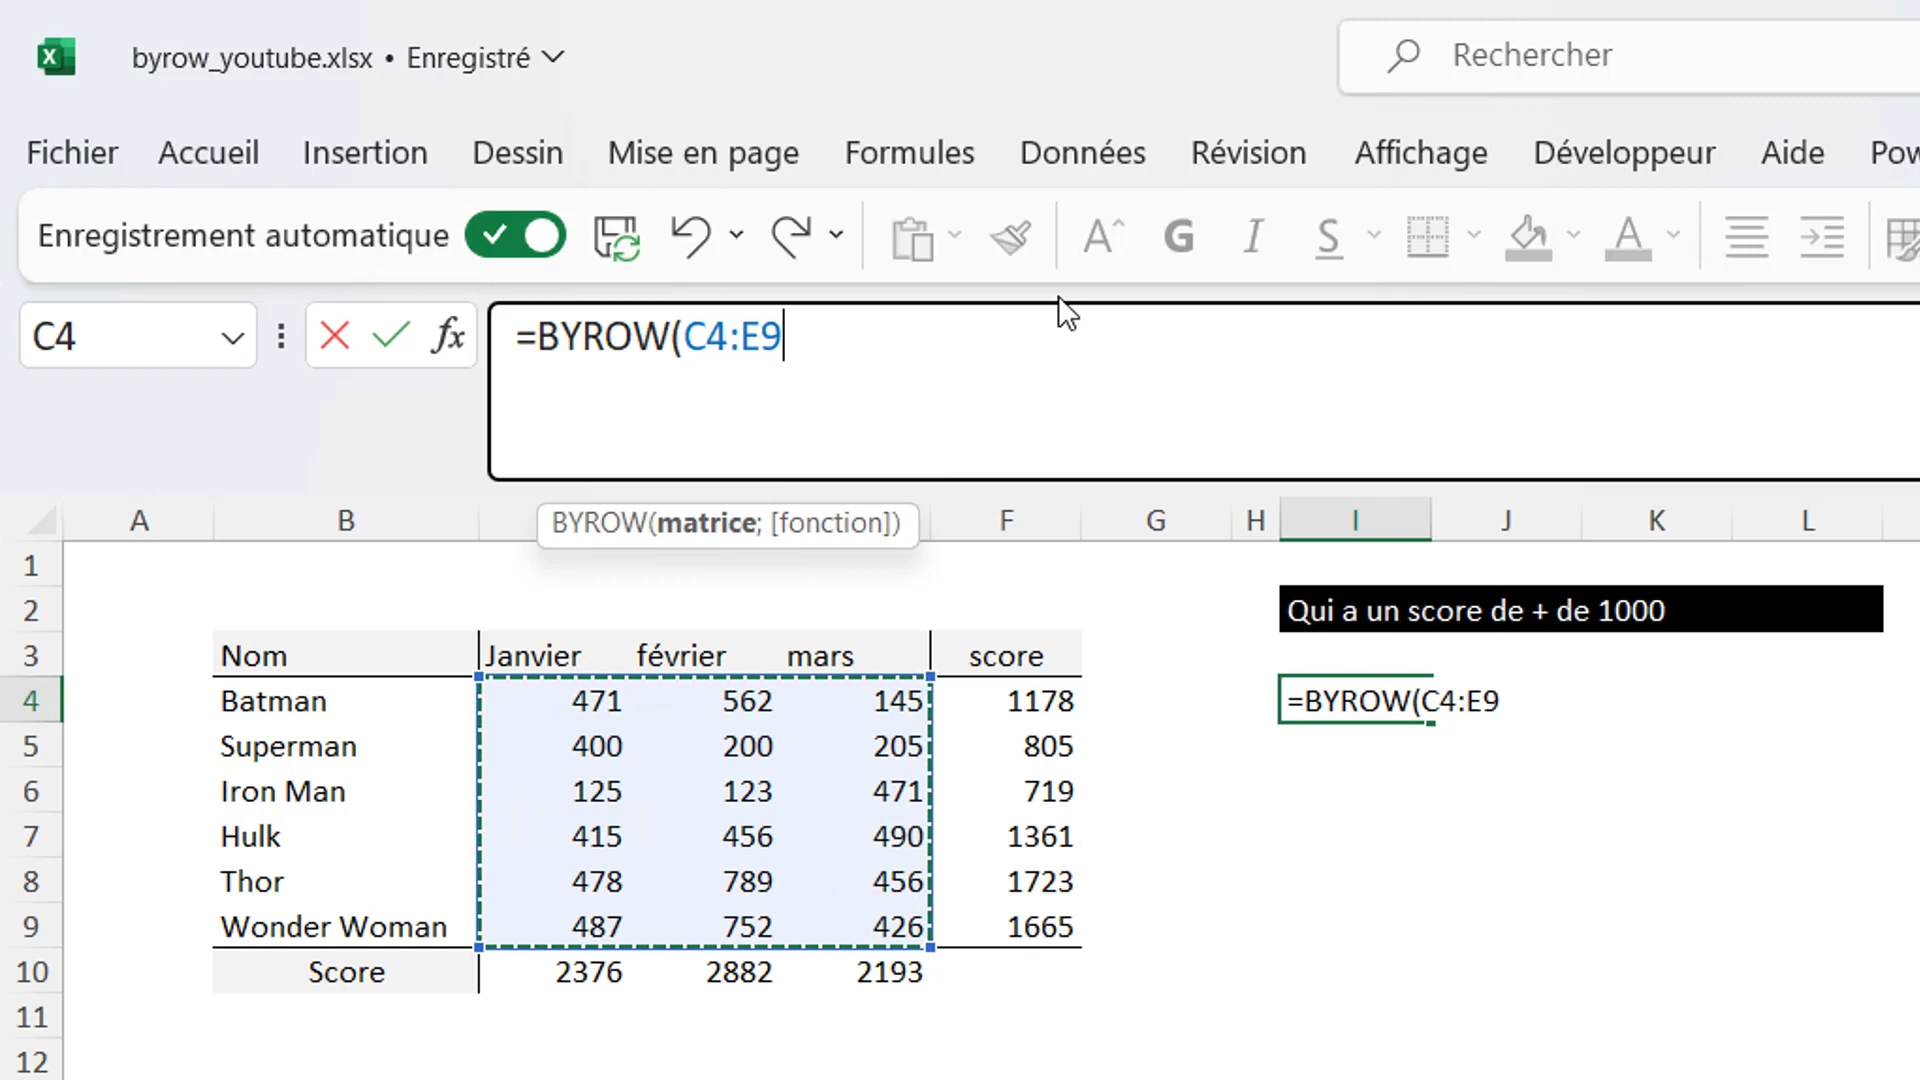 byrow_youtube.xlsx • Enregistré
Rechercher
Fichier Accueil Insertion Dessin Mise en page Formules Données Révision Affichage Développeur Aide Pow
Enregistrement automatique A G I S A
C4 fx =BYROW(C4:E9
BYROW(matrice; [fonction])
A B F G H I J K L
1
2 Qui a un score de + de 1000
3 Nom Janvier février mars score
4 Batman 471 562 145 1178 =BYROW(C4:E9
5 Superman 400 200 205 805
6 Iron Man 125 123 471 719
7 Hulk 415 456 490 1361
8 Thor 478 789 456 1723
9 Wonder Woman 487 752 426 1665
10 Score 2376 2882 2193
11
12